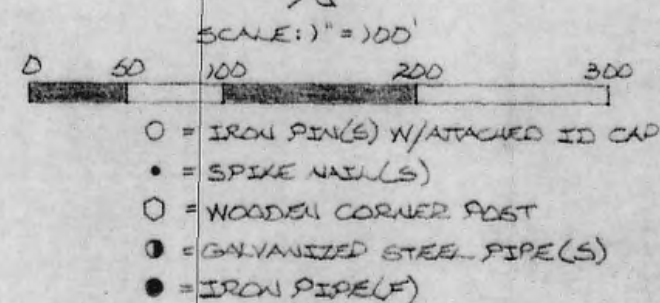 SCALE: 1" = 100'
0 50 100 200 300
○ = IRON PIN(S) W/ATTACHED ID CAP
• = SPIKE NAIL(S)
⬡ = WOODEN CORNER POST
◑ = GALVANIZED STEEL PIPE(S)
● = IRON PIPE(F)